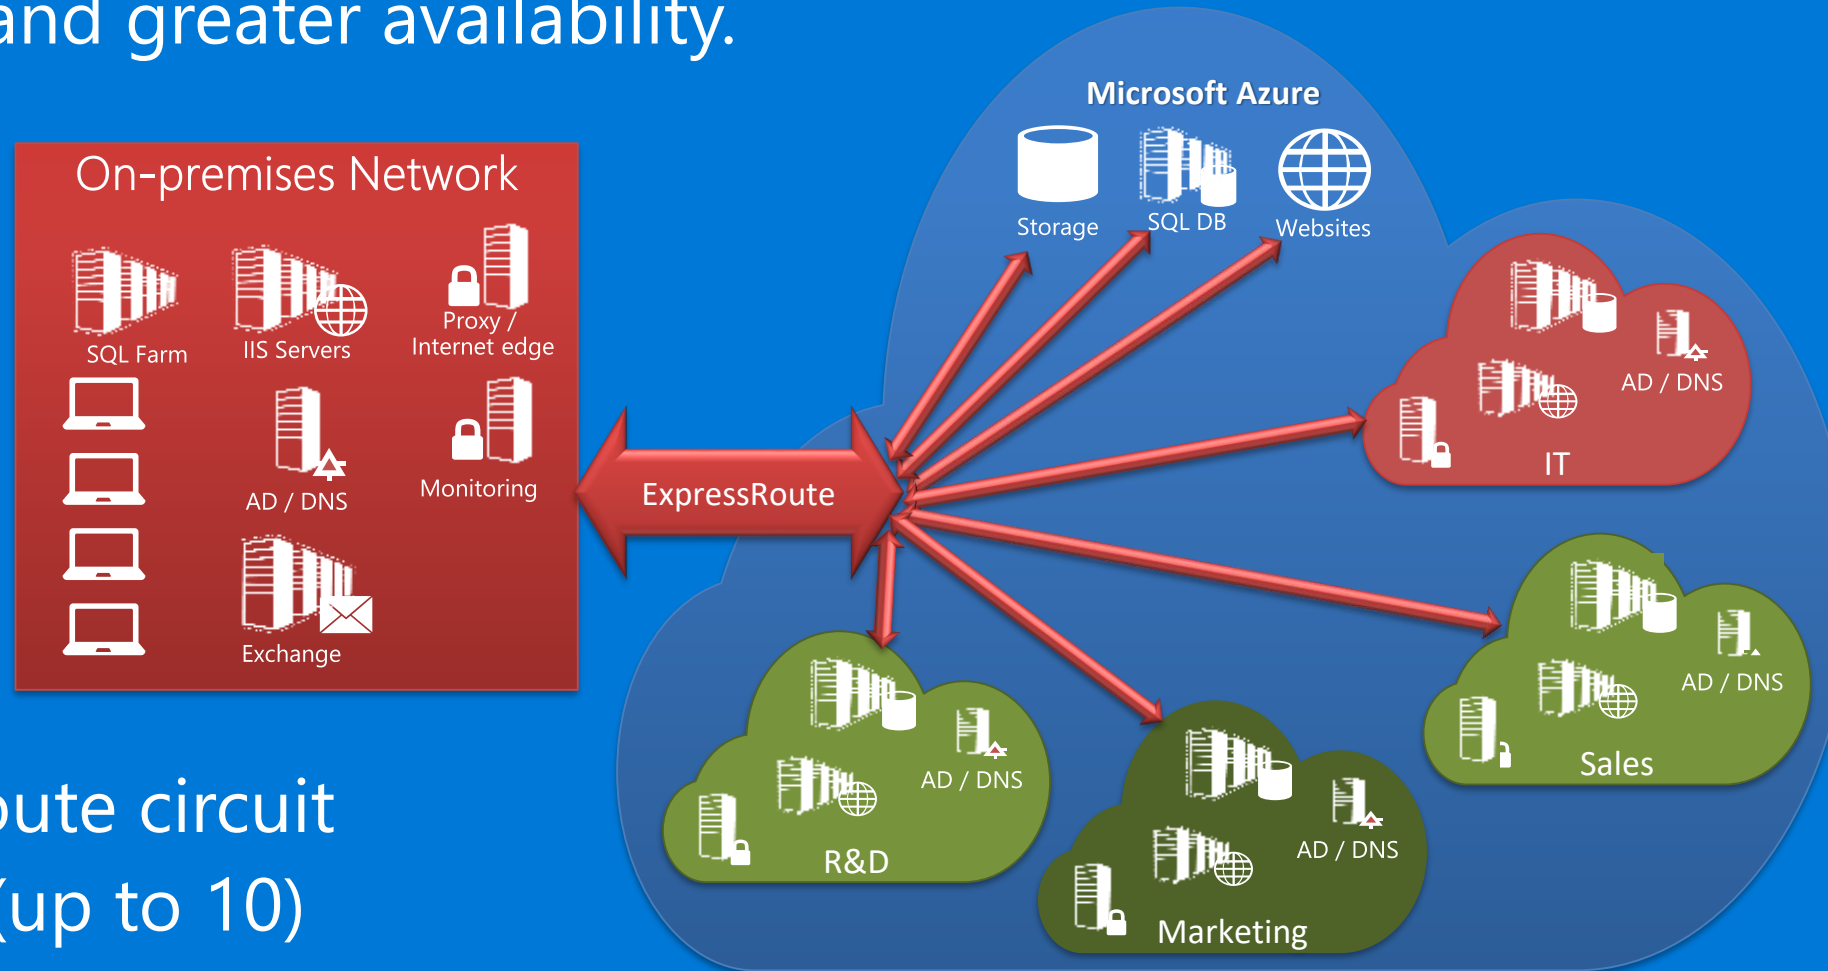 and greater availability.
Microsoft Azure
On-premises Network
Storage
SQL DB
Websites
SQL Farm
IIS Servers
Proxy /
Internet edge
AD / DNS
Monitoring
Exchange
ExpressRoute
AD / DNS
IT
AD / DNS
Sales
AD / DNS
R&D
AD / DNS
Marketing
circuit
(up to 10)